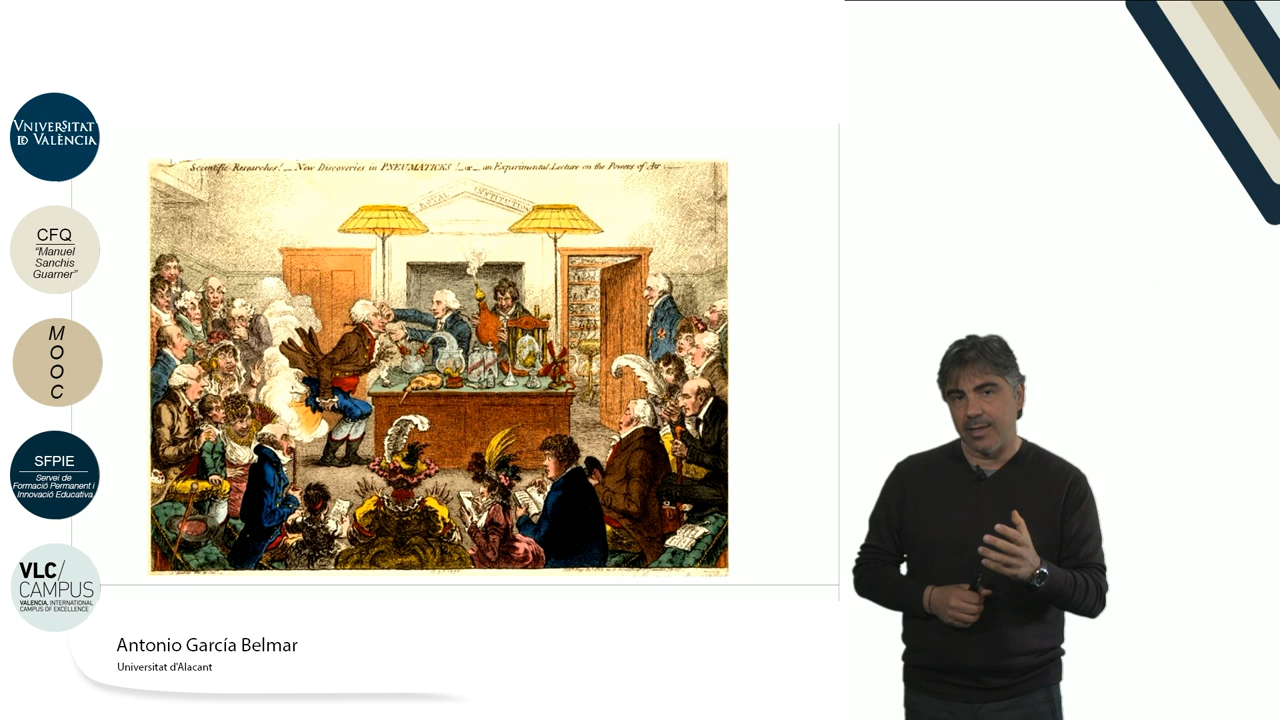 VNIVERSITAT
ID VALÈNCIA
CFQ
"Manuel
Sanchis
Guarner"
M
O
O
C
SFPIE
Servei de
Formació Permanent i
Innovació Educativa
VLC/
CAMPUS
VALENCIA, INTERNATIONAL
CAMPUS OF EXCELLENCE
Scientific Researches! — New Discoveries in PNEUMATICKS! — or — an Experimental Lecture on the Powers of Air —
ROYAL INSTITUTION
Antonio García Belmar
Universitat d'Alacant